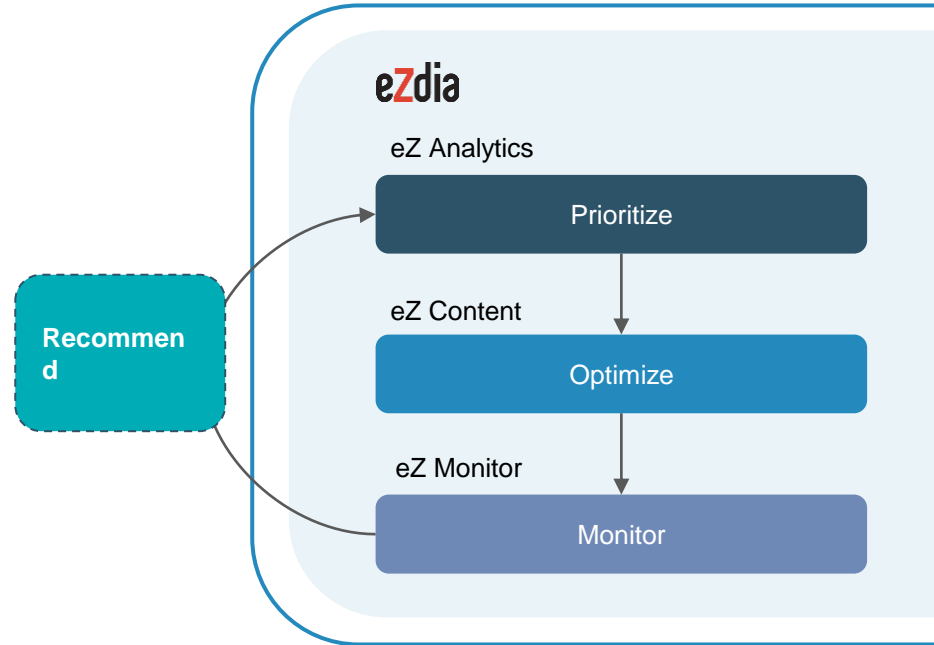 eZdia
eZ Analytics
Prioritize
eZ Content
Recommen
d
Optimize
eZ Monitor
Monitor